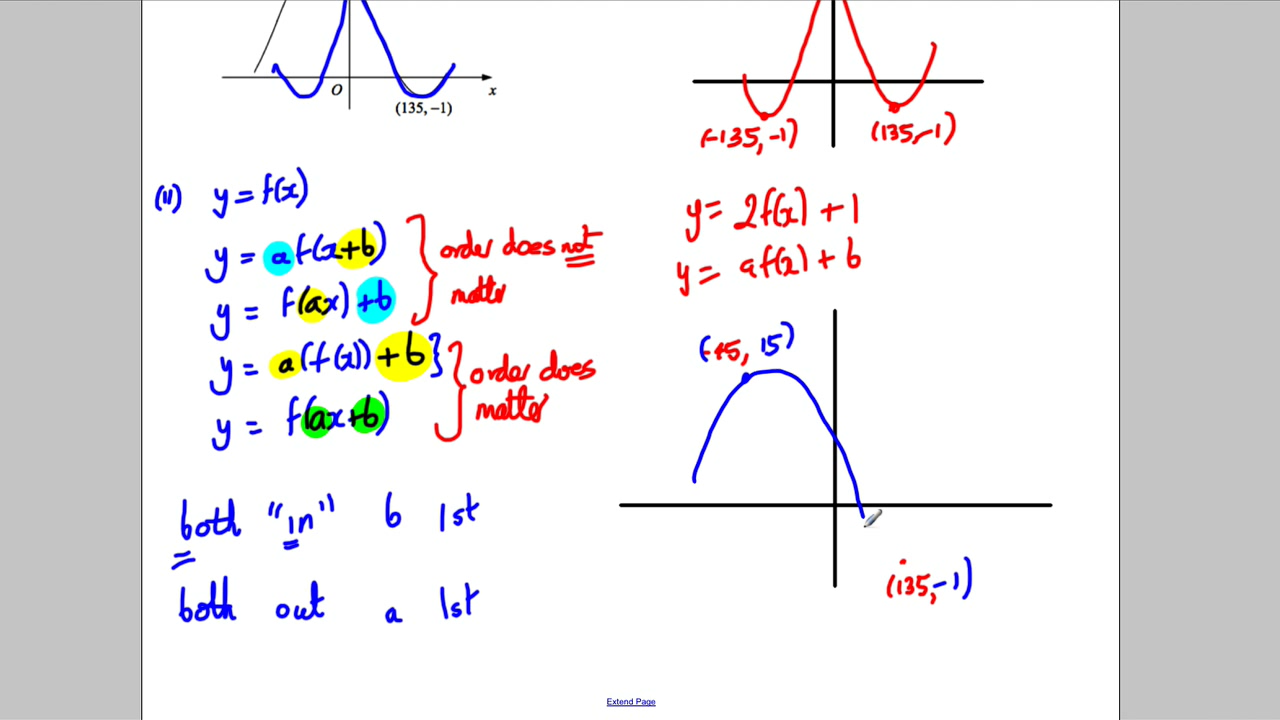 O
x
(135, −1)
(-135, -1)
(135, -1)
(ii) y = f(x)
y = a f(x+b)
y = f(ax) +b
order does not
matter
y = a(f(x)) + b}
y = f(ax+b)
order does
matter
both "in" b 1st
both out a 1st
y = 2f(x) + 1
y = af(x) + b
(-45, 15)
(135, -1)
Extend Page